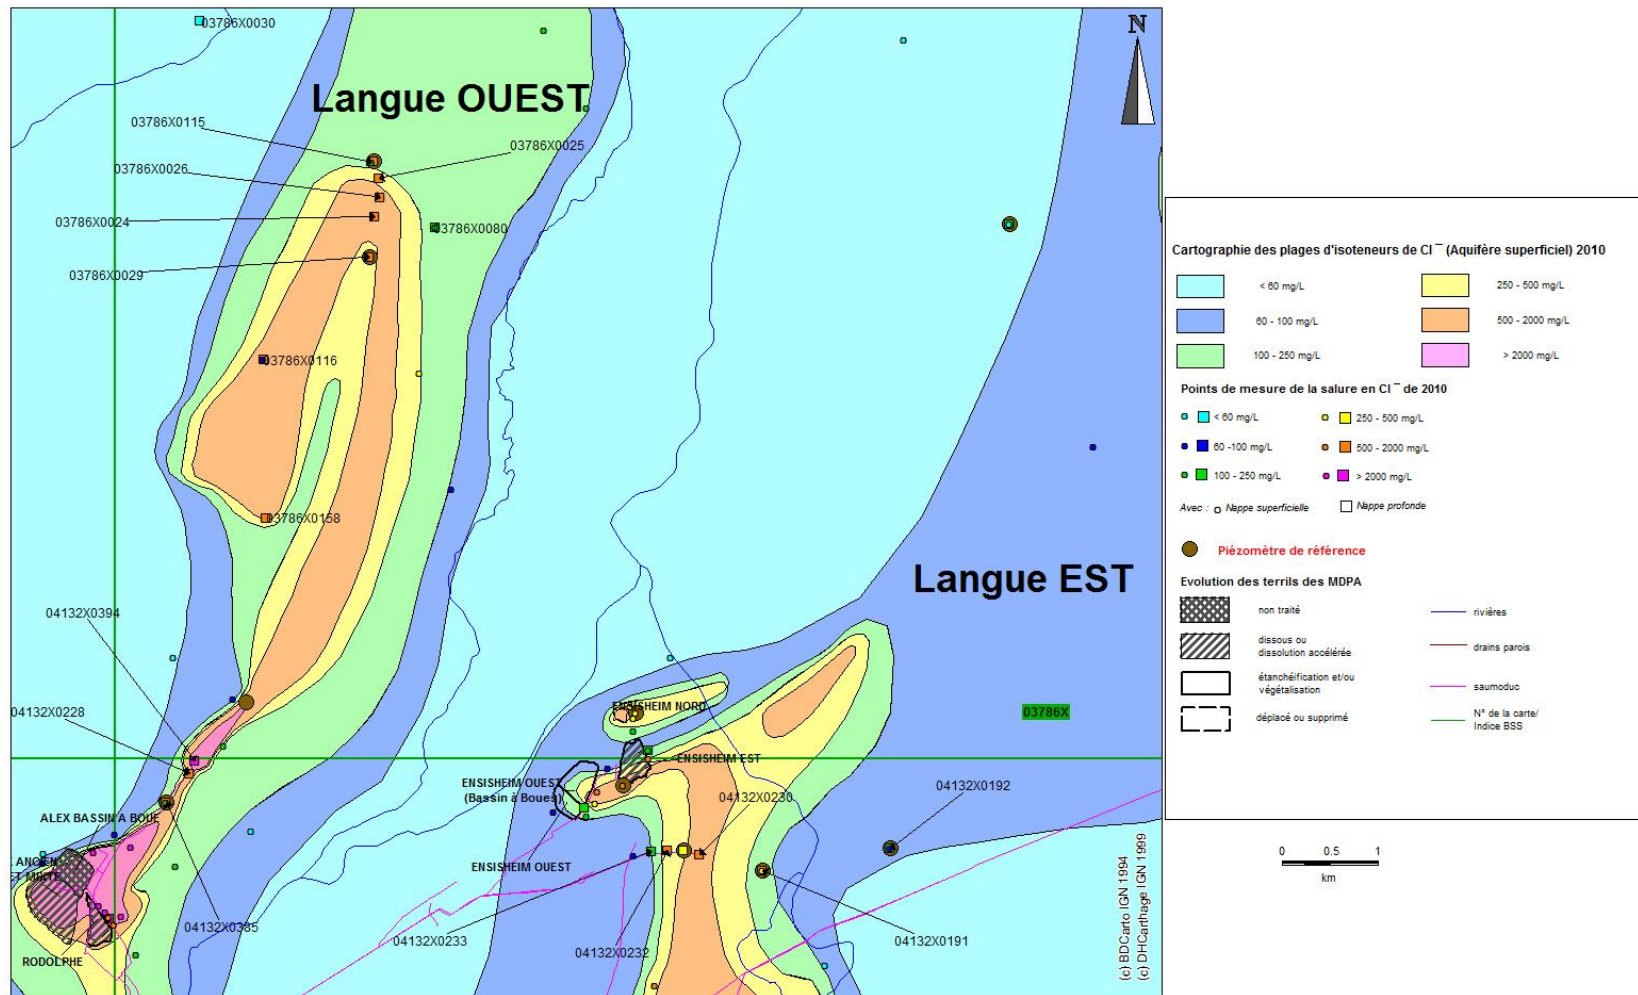 03786X0030
N
Langue OUEST
03786X0115
03786X0025
03786X0026
03786X0024
03786X0080
03786X0029
03786X0116
03786X0158
Langue EST
04132X0394
04132X0228
ENSISHEIM NORD
03786X
ENSISHEIM EST
ENSISHEIM OUEST
(Bassin à Boues)
04132X0230
04132X0192
ALEX BASSIN A BOUE
ANCIEN
ET MIXTE
ENSISHEIM OUEST
04132X0385
04132X0233
04132X0232
04132X0191
RODOLPHE
(c) BDCarto IGN 1994
(c) DHCarthage IGN 1999
Cartographie des plages d'isoteneurs de Cl⁻ (Aquifère superficiel) 2010
< 60 mg/L
250 - 500 mg/L
60 - 100 mg/L
500 - 2000 mg/L
100 - 250 mg/L
> 2000 mg/L
Points de mesure de la salure en Cl⁻ de 2010
< 60 mg/L
250 - 500 mg/L
60 -100 mg/L
500 - 2000 mg/L
100 - 250 mg/L
> 2000 mg/L
Avec : Nappe superficielle
Nappe profonde
Piézomètre de référence
Evolution des terrils des MDPA
non traité
rivières
dissous ou
dissolution accélérée
drains parois
étanchéification et/ou
végétalisation
saumoduc
déplacé ou supprimé
N° de la carte/
Indice BSS
0 0.5 1
km